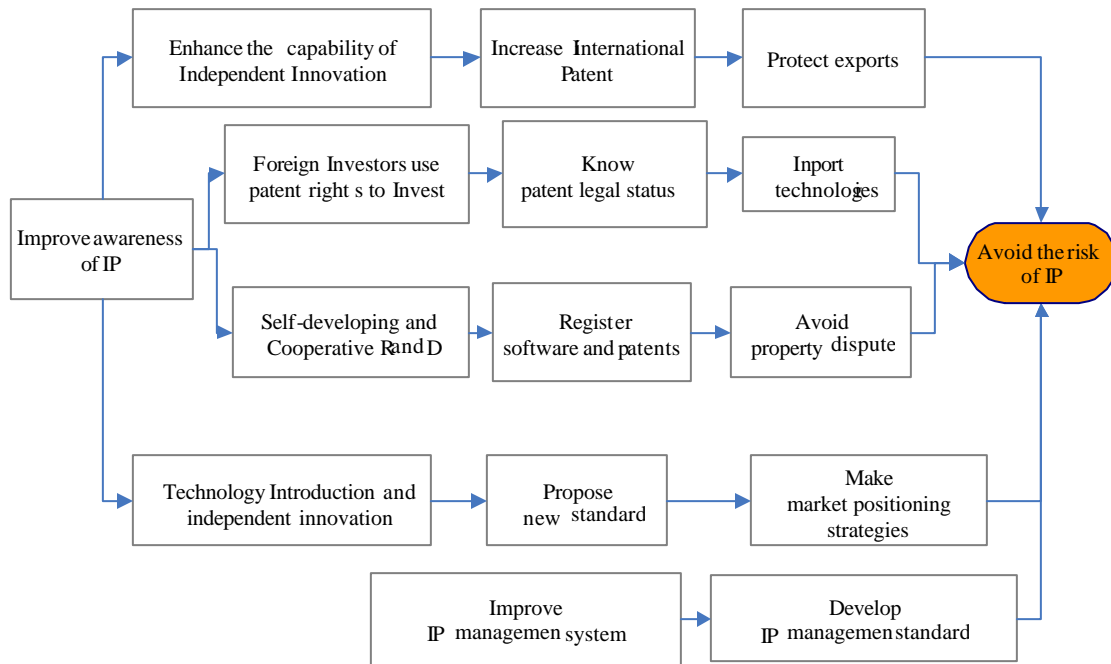 Enhance the capability of
Independent Innovation
Increase International
Patent
Protect exports
Foreign Investors use
patent right s to Invest
Know
patent legal status
Inport
technologies
Improve awareness
of IP
Avoid the risk
of IP
Self-developing and
Cooperative R and D
Register
software and patents
Avoid
property dispute
Technology Introduction and
independent innovation
Propose
new standard
Make
market positioning
strategies
Improve
IP managemen system
Develop
IP managemen standard